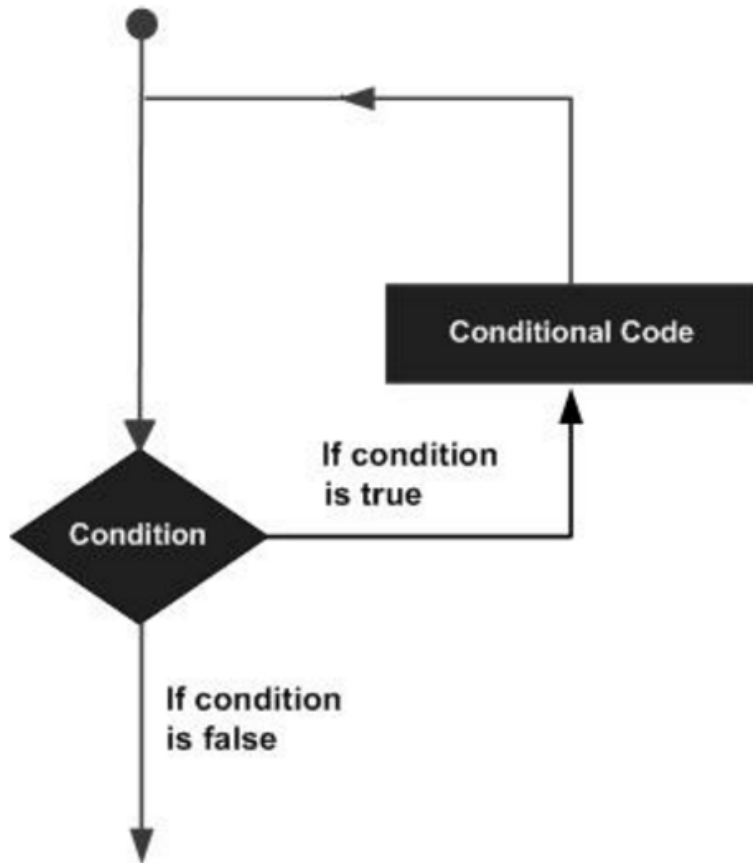 Conditional Code
If condition
is true
Condition
If condition
is false